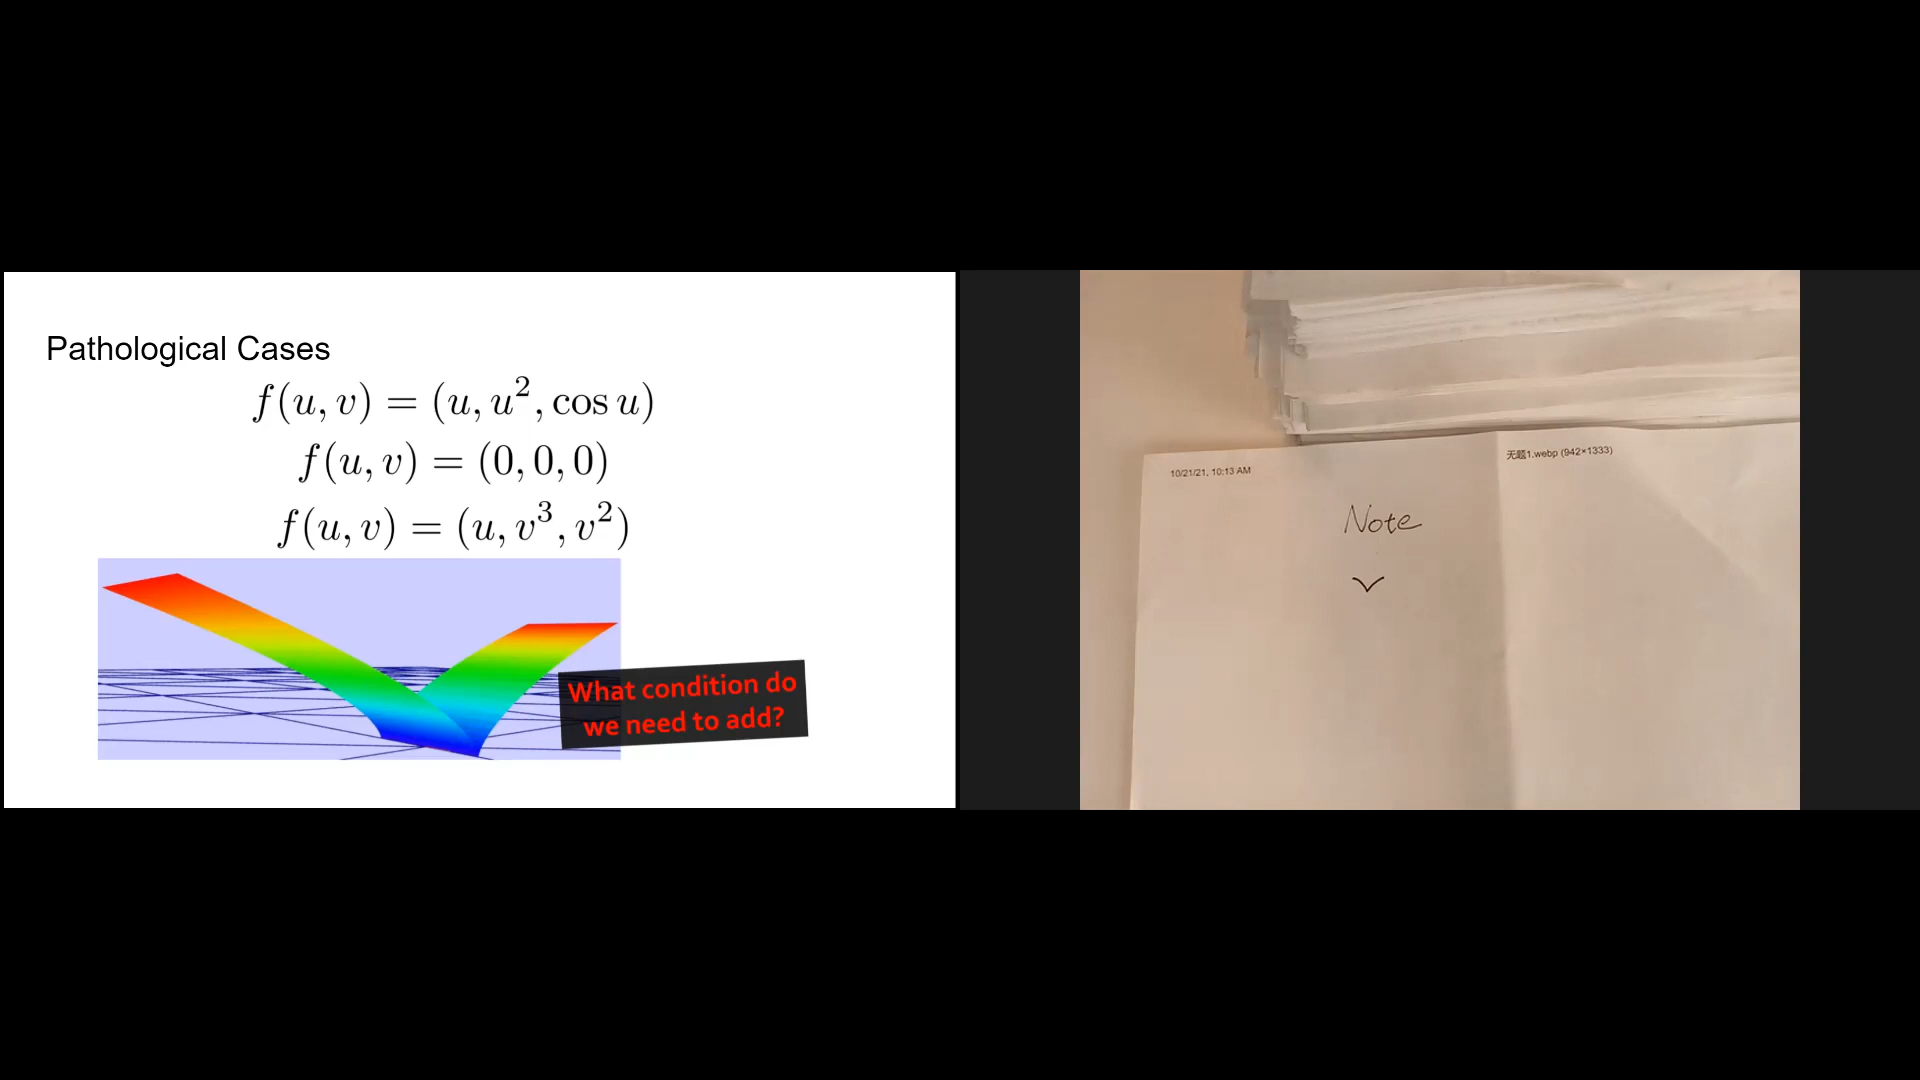 Pathological Cases
f(u, v) = (u, u², cos u)
f(u, v) = (0, 0, 0)
f(u, v) = (u, v³, v²)
What condition do
we need to add?
10/21/21, 10:13 AM
无题1.webp (942×1333)
Note